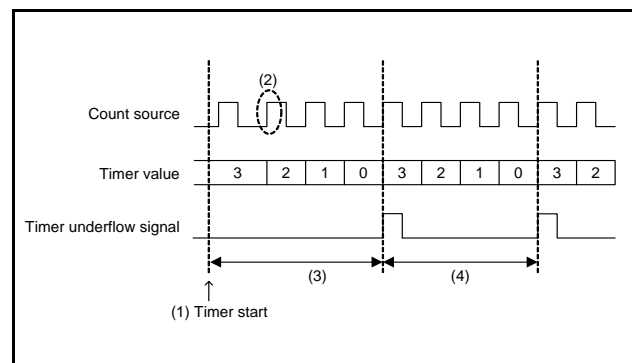 (2)
Count source
Timer value 3 2 1 0 3 2 1 0 3 2
Timer underflow signal
(3) (4)
(1) Timer start